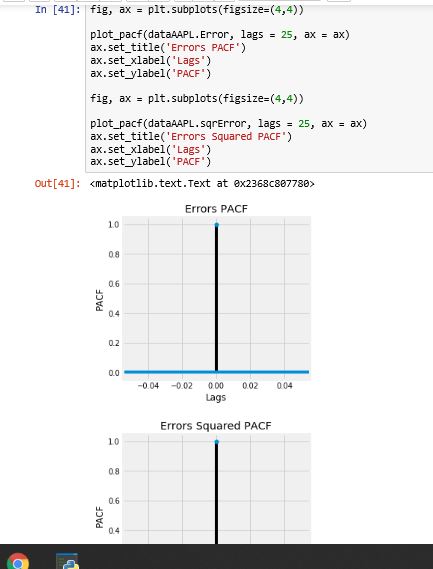 In [41]: fig, ax = plt.subplots(figsize=(4,4))
plot_pacf(dataAAPL.Error, lags = 25, ax = ax)
ax.set_title('Errors PACF')
ax.set_xlabel('Lags')
ax.set_ylabel('PACF')
fig, ax = plt.subplots(figsize=(4,4))
plot_pacf(dataAAPL.sqrError, lags = 25, ax = ax)
ax.set_title('Errors Squared PACF')
ax.set_xlabel('Lags')
ax.set_ylabel('PACF')
Out[41]: <matplotlib.text.Text at 0x2368c807780>
Errors PACF
1.0
0.8
0.6
0.4
0.2
0.0
PACF
−0.04 −0.02 0.00 0.02 0.04
Lags
Errors Squared PACF
1.0
0.8
0.6
0.4
PACF